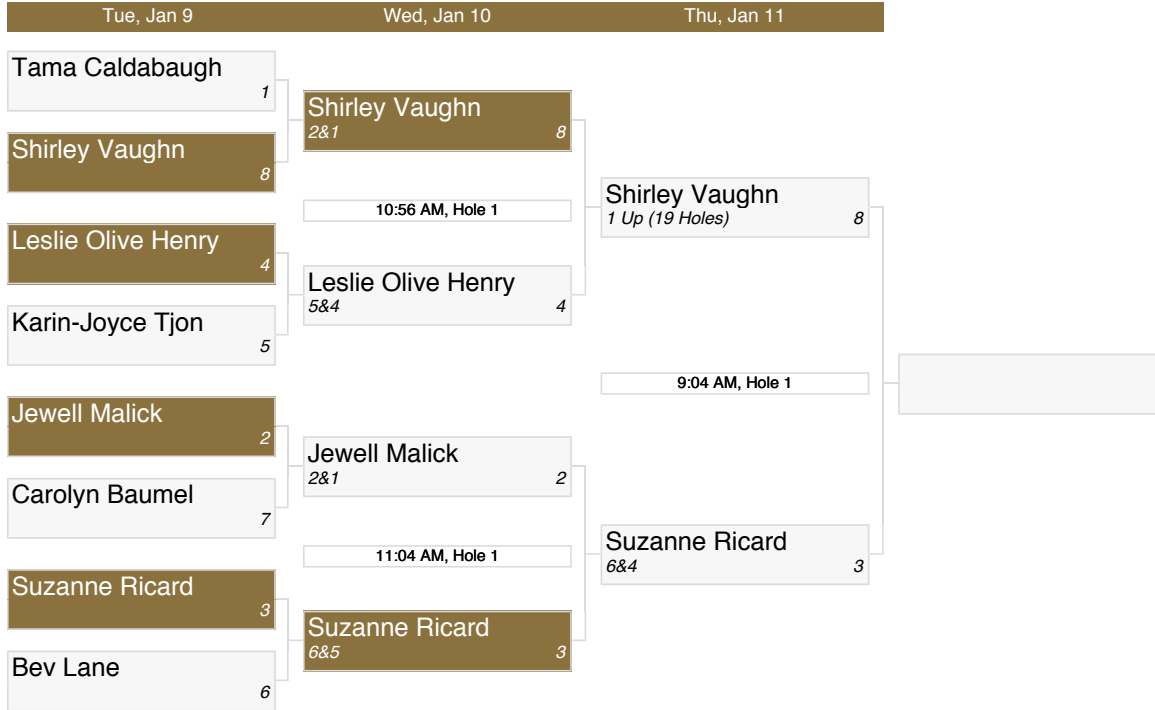 Tue, Jan 9
Wed, Jan 10
Thu, Jan 11
Tama Caldabaugh
1
Shirley Vaughn
8
Leslie Olive Henry
4
Karin-Joyce Tjon
5
Jewell Malick
2
Carolyn Baumel
7
Suzanne Ricard
3
Bev Lane
6
Shirley Vaughn
2&1 8
10:56 AM, Hole 1
Leslie Olive Henry
5&4 4
Jewell Malick
2&1 2
11:04 AM, Hole 1
Suzanne Ricard
6&5 3
Shirley Vaughn
1 Up (19 Holes) 8
9:04 AM, Hole 1
Suzanne Ricard
6&4 3